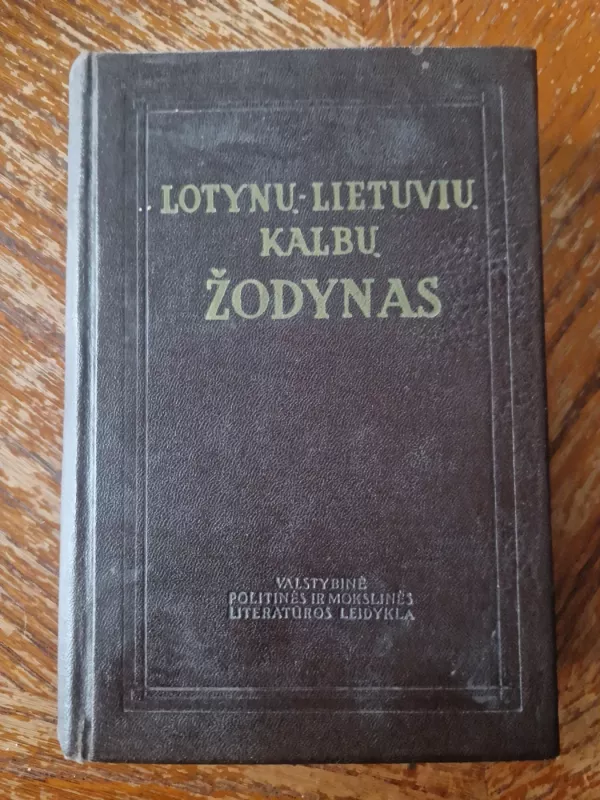 LOTYNŲ-LIETUVIŲ
KALBŲ
ŽODYNAS
VALSTYBINĖ
POLITINĖS IR MOKSLINĖS
LITERATŪROS LEIDYKLA